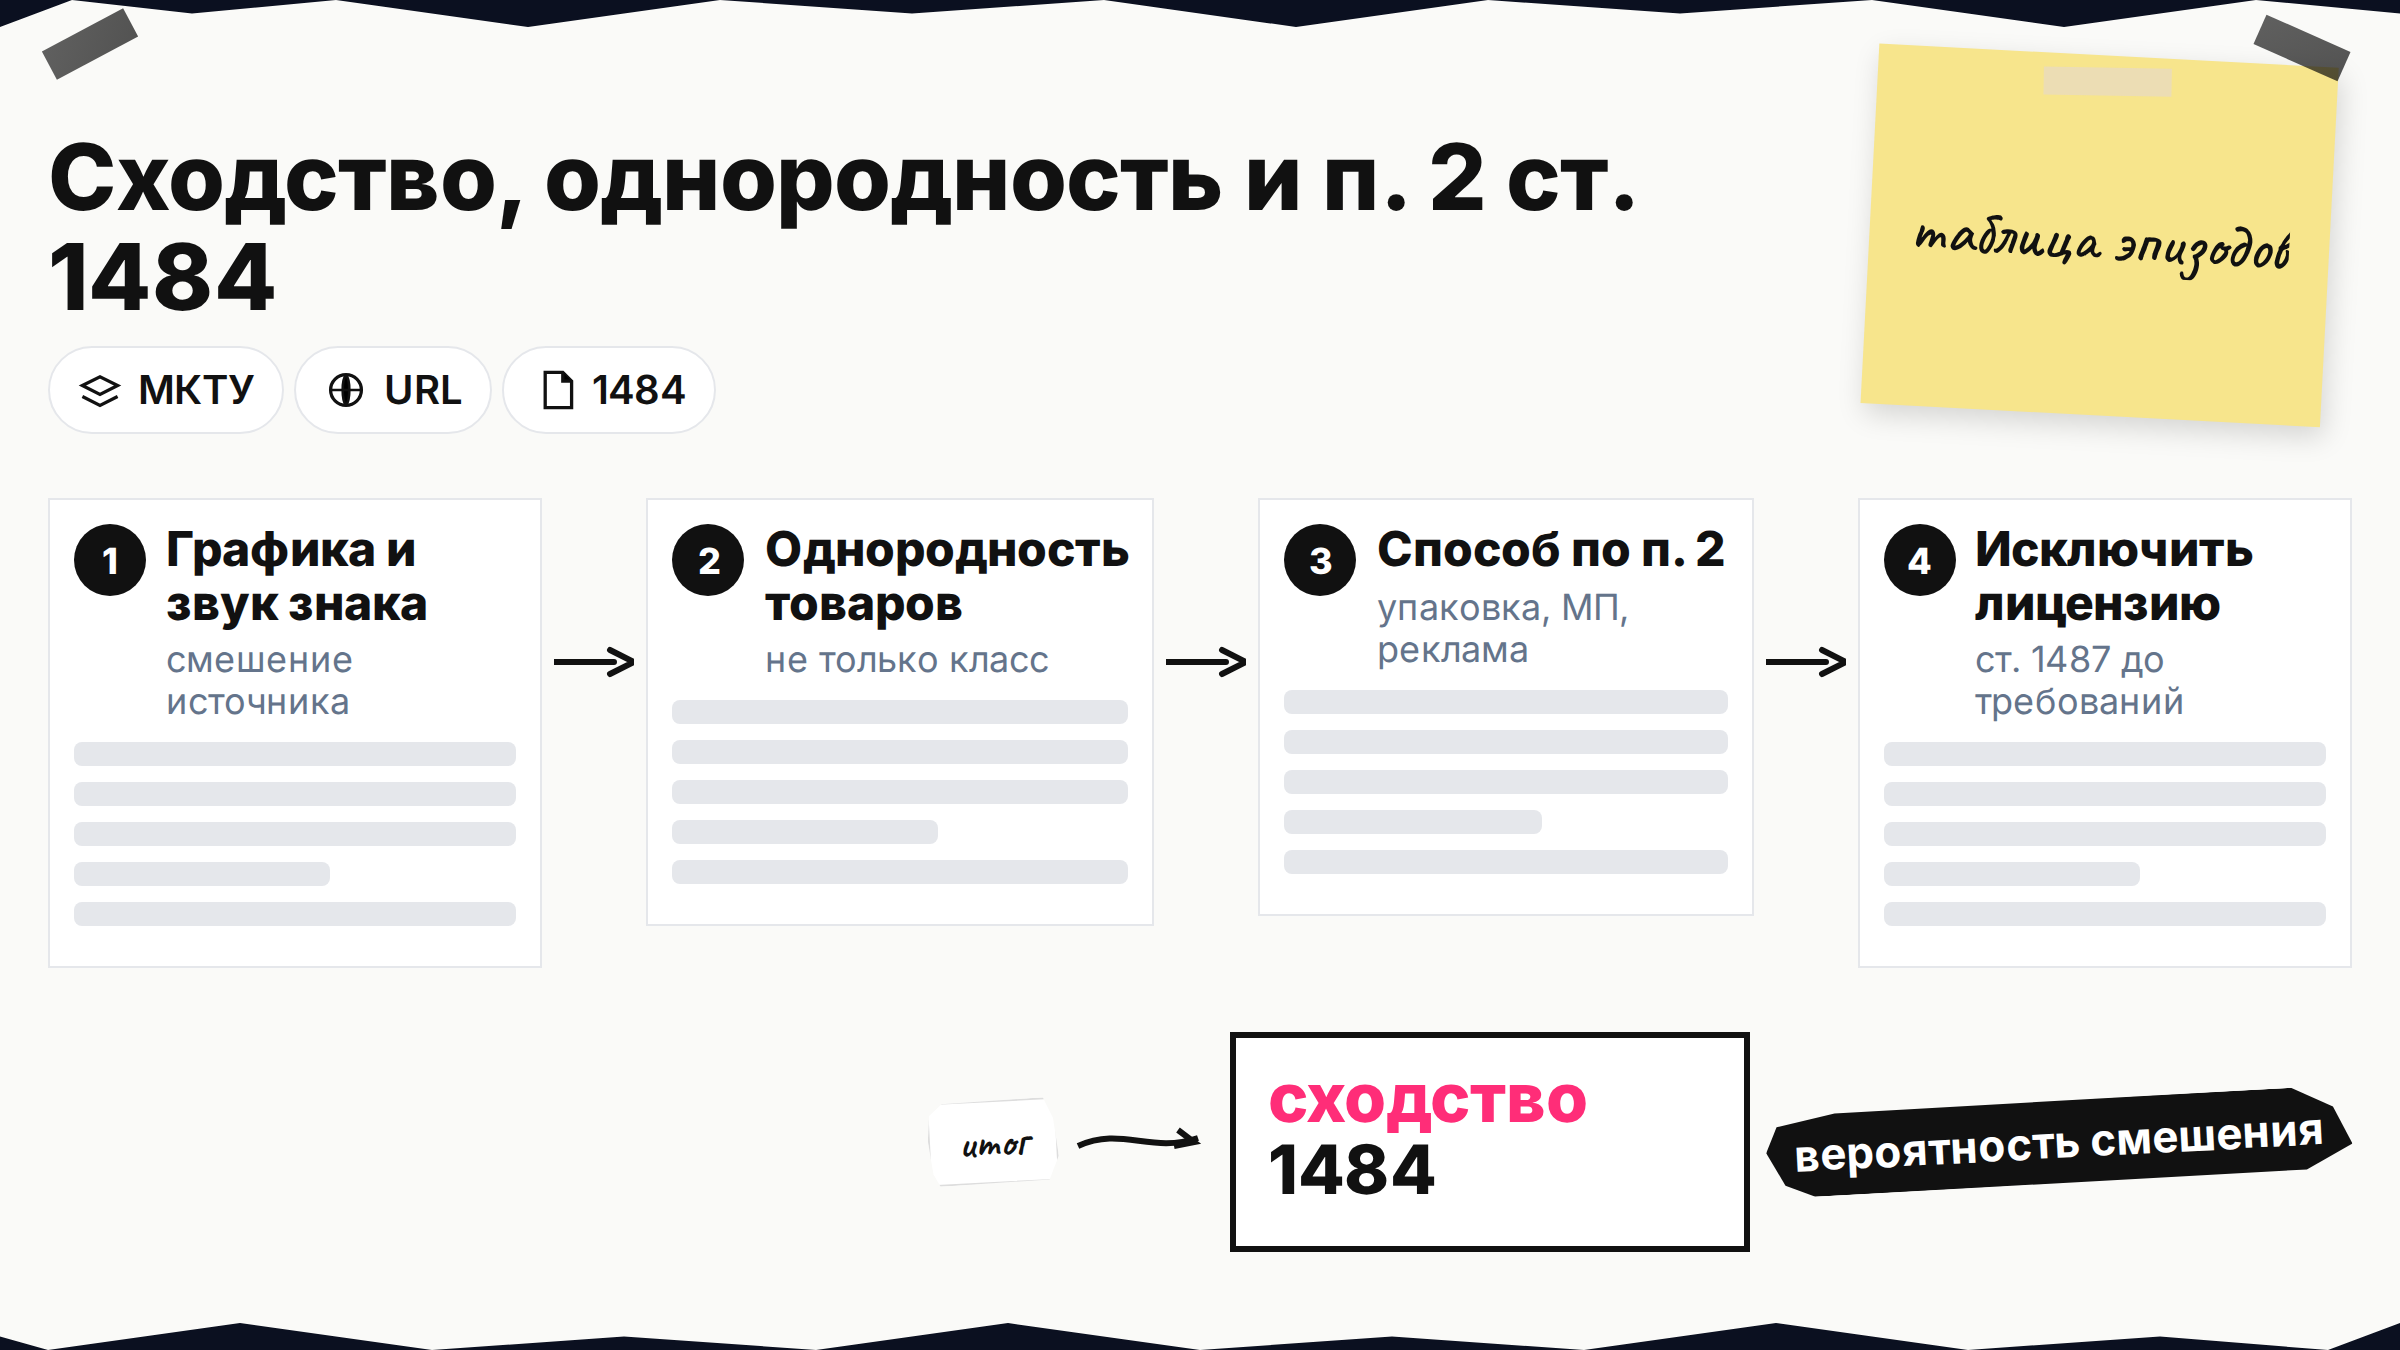 Сходство, однородность и п. 2 ст.
1484
таблица эпизодов
МКТУ
URL
1484
1
Графика и
звук знака
смешение
источника
2
Однородность
товаров
не только класс
3
Способ по п. 2
упаковка, МП,
реклама
4
Исключить
лицензию
ст. 1487 до
требований
итог
сходство
1484
вероятность смешения